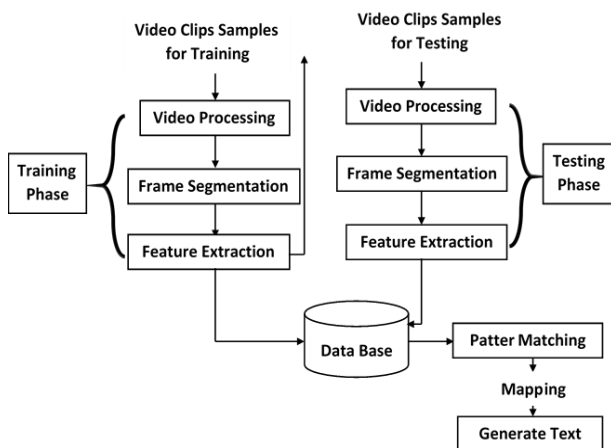 Video Clips Samples
for Training
Video Processing
Training
Phase
Frame Segmentation
Feature Extraction
Video Clips Samples
for Testing
Video Processing
Frame Segmentation
Testing
Phase
Feature Extraction
Data Base
Patter Matching
Mapping
Generate Text